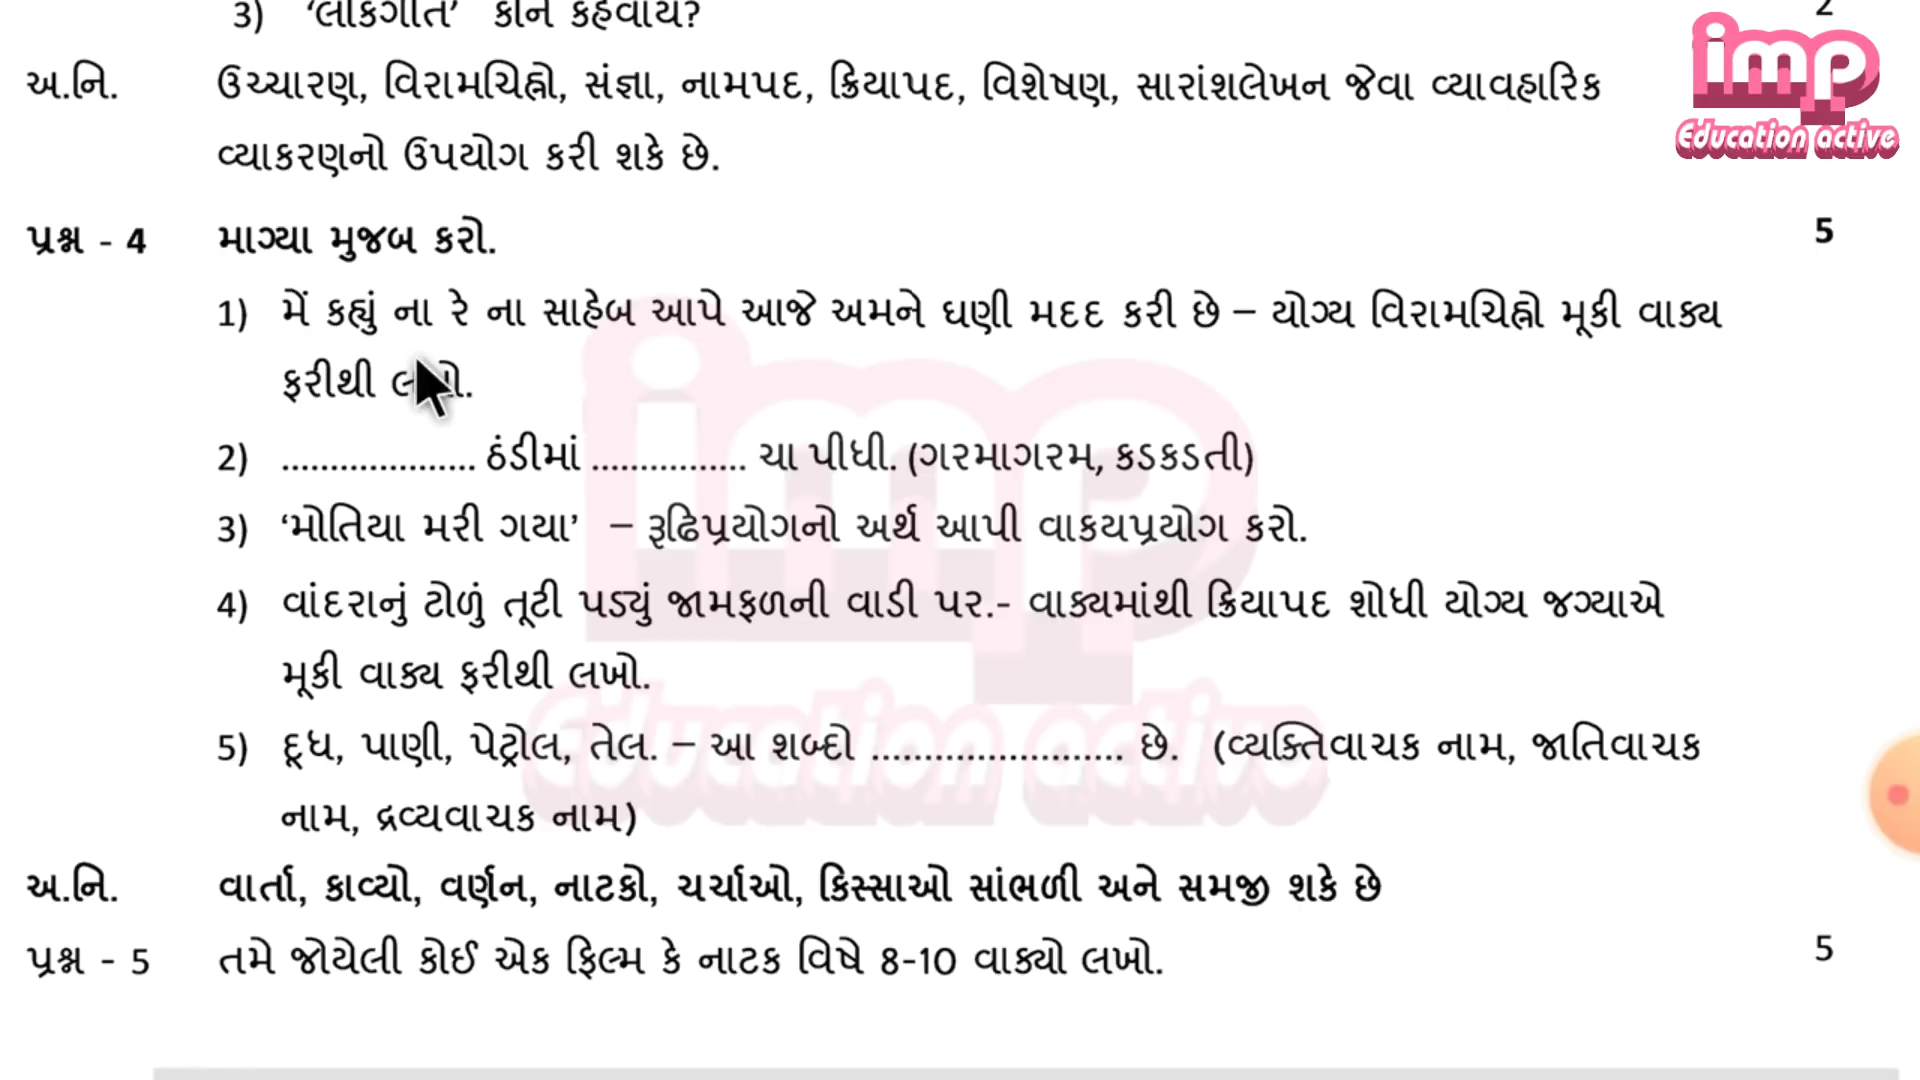 3) ‘લોકગીત’ કોને કહેવાય? 2
imp
Education active
અ.નિ. ઉચ્ચારણ, વિરામચિહ્નો, સંજ્ઞા, નામપદ, ક્રિયાપદ, વિશેષણ, સારાંશલેખન જેવા વ્યાવહારિક
વ્યાકરણનો ઉપયોગ કરી શકે છે.
પ્રશ્ન - 4 માગ્યા મુજબ કરો. 5
1) મેં કહ્યું ના રે ના સાહેબ આપે આજે અમને ઘણી મદદ કરી છે – યોગ્ય વિરામચિહ્નો મૂકી વાક્ય
ફરીથી લખો.
2) .................... ઠંડીમાં ................ ચા પીધી. (ગરમાગરમ, કડકડતી)
3) ‘મોતિયા મરી ગયા’ – રૂઢિપ્રયોગનો અર્થ આપી વાકયપ્રયોગ કરો.
4) વાંદરાનું ટોળું તૂટી પડ્યું જામફળની વાડી પર.- વાક્યમાંથી ક્રિયાપદ શોધી યોગ્ય જગ્યાએ
મૂકી વાક્ય ફરીથી લખો.
5) દૂધ, પાણી, પેટ્રોલ, તેલ. – આ શબ્દો .......................... છે. (વ્યક્તિવાચક નામ, જાતિવાચક
નામ, દ્રવ્યવાચક નામ)
અ.નિ. વાર્તા, કાવ્યો, વર્ણન, નાટકો, ચર્ચાઓ, કિસ્સાઓ સાંભળી અને સમજી શકે છે
પ્રશ્ન - 5 તમે જોયેલી કોઈ એક ફિલ્મ કે નાટક વિષે 8-10 વાક્યો લખો. 5
imp
Education active